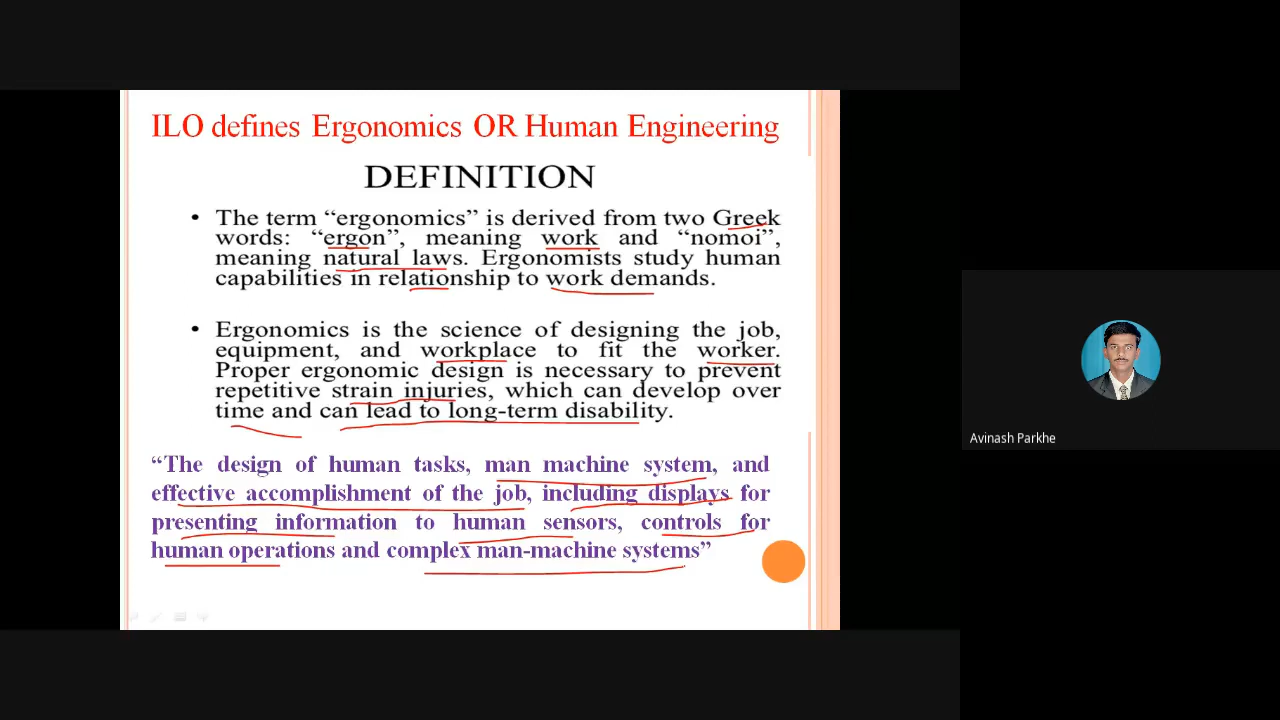 ILO defines Ergonomics OR Human Engineering
DEFINITION
• The term “ergonomics” is derived from two Greek
words: “ergon”, meaning work and “nomoi”,
meaning natural laws. Ergonomists study human
capabilities in relationship to work demands.
• Ergonomics is the science of designing the job,
equipment, and workplace to fit the worker.
Proper ergonomic design is necessary to prevent
repetitive strain injuries, which can develop over
time and can lead to long-term disability.
“The design of human tasks, man machine system, and
effective accomplishment of the job, including displays for
presenting information to human sensors, controls for
human operations and complex man-machine systems”
Avinash Parkhe